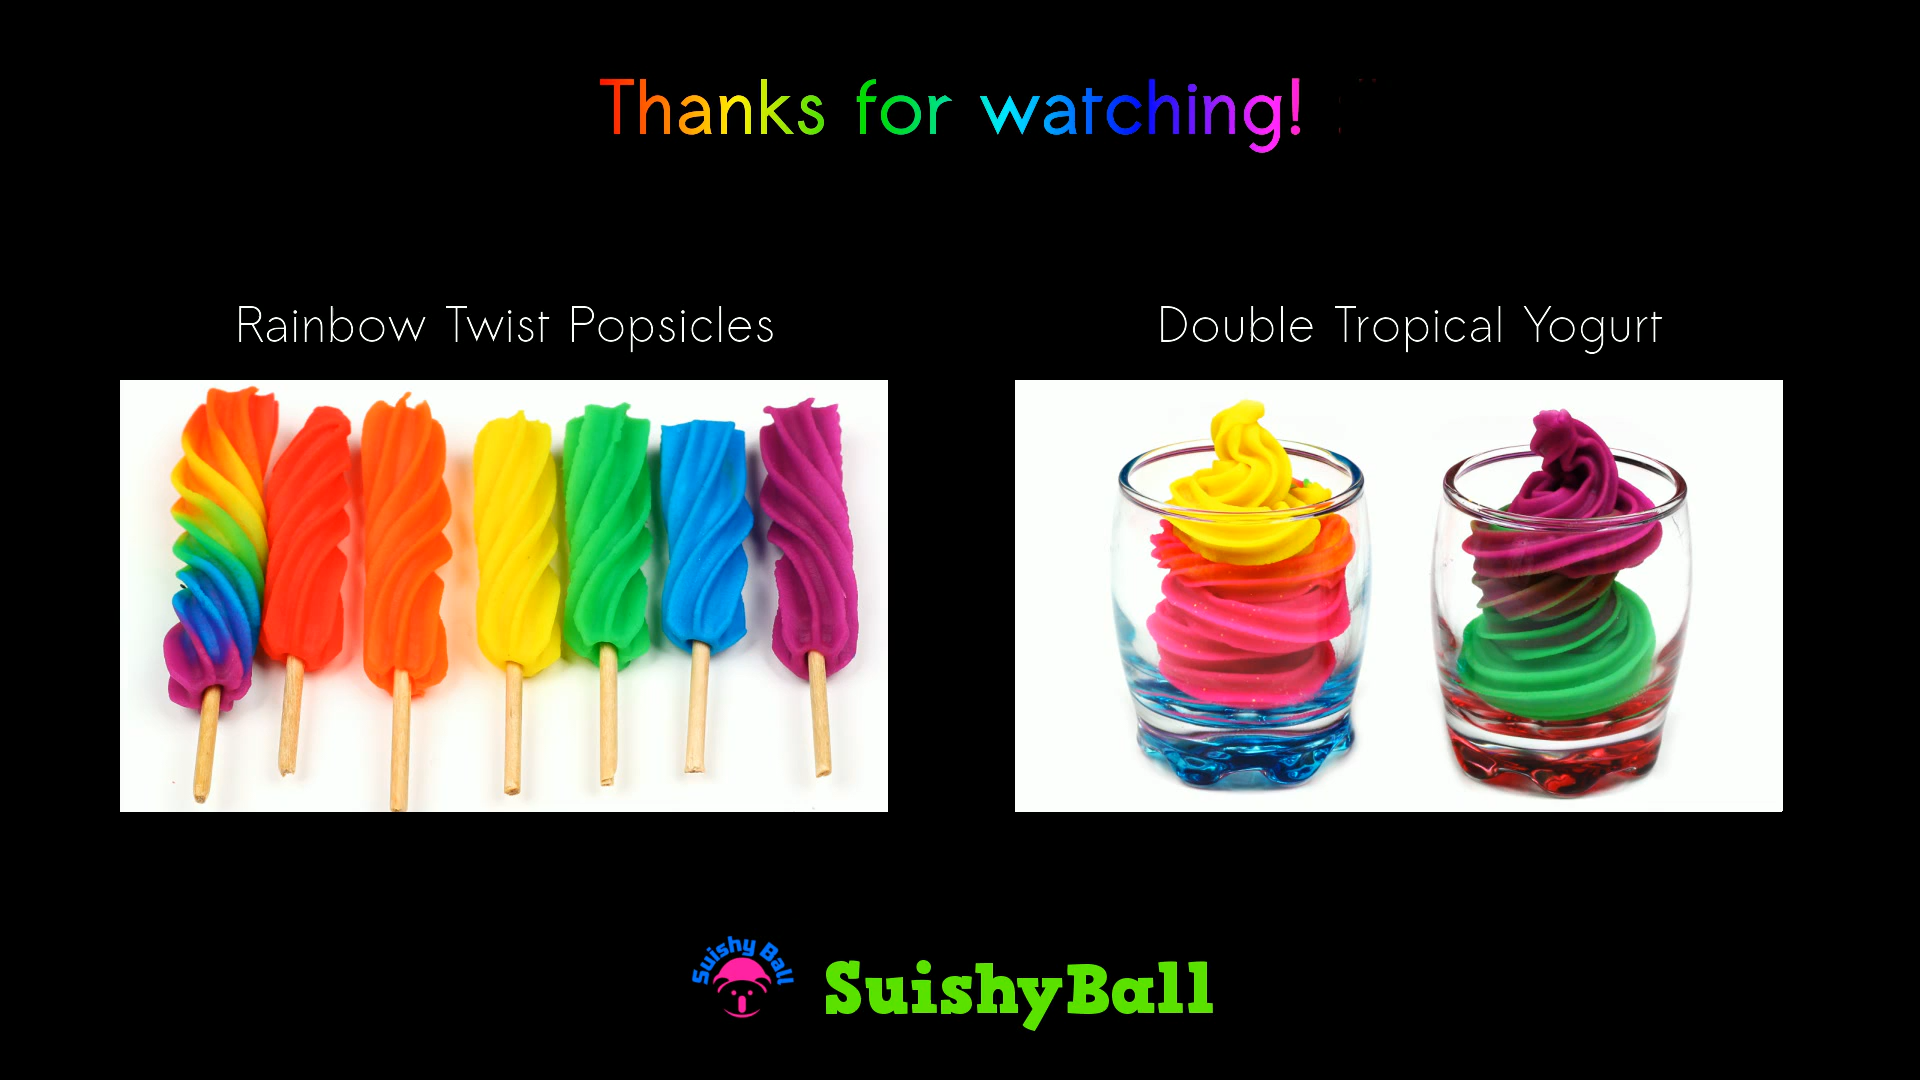 Thanks for watching!
Rainbow Twist Popsicles
Double Tropical Yogurt
Suishy Ball
SuishyBall